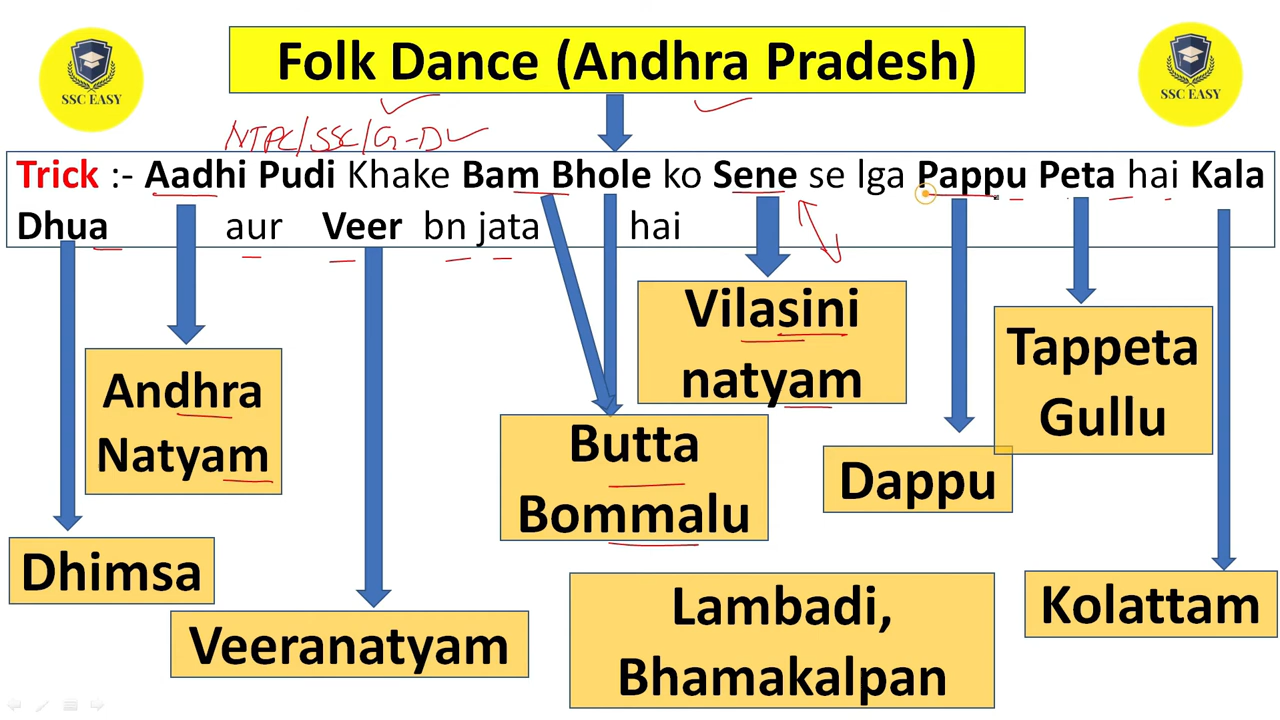 Folk Dance (Andhra Pradesh)
SSC EASY
SSC EASY
NTPC/SSC/G-D
Trick :- Aadhi Pudi Khake Bam Bhole ko Sene se lga Pappu Peta hai Kala
Dhua aur Veer bn jata hai
Vilasini
natyam
Tappeta
Gullu
Andhra
Natyam
Butta
Bommalu
Dappu
Dhimsa
Veeranatyam
Lambadi,
Bhamakalpan
Kolattam